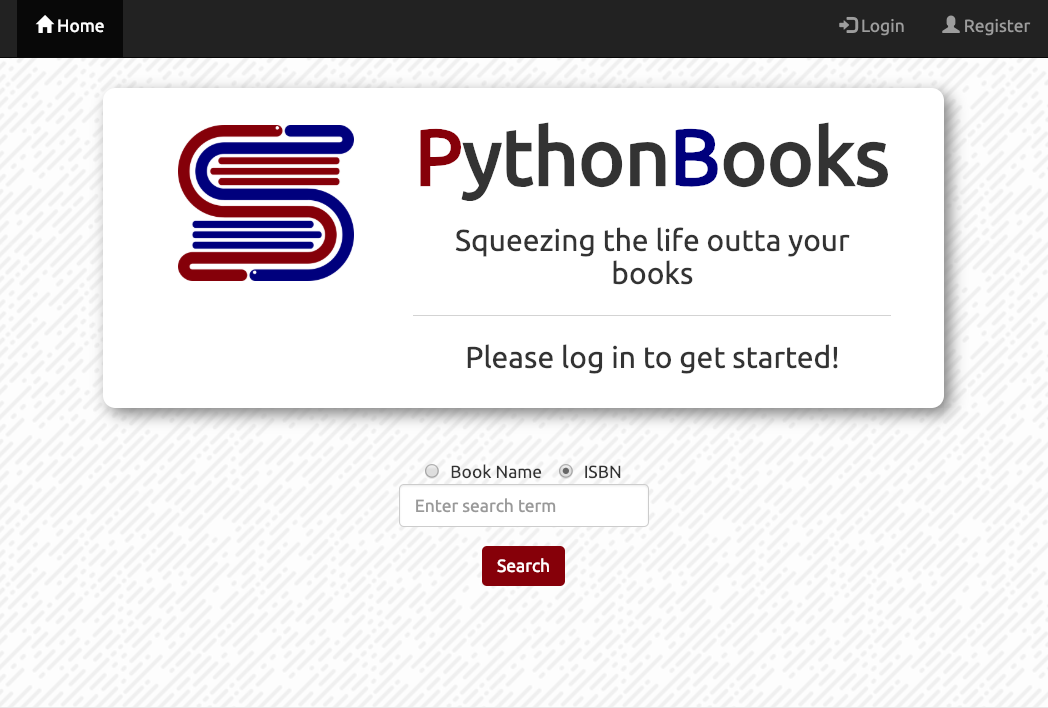 Home Login Register
PythonBooks
Squeezing the life outta your
books
Please log in to get started!
Book Name ISBN
Enter search term
Search